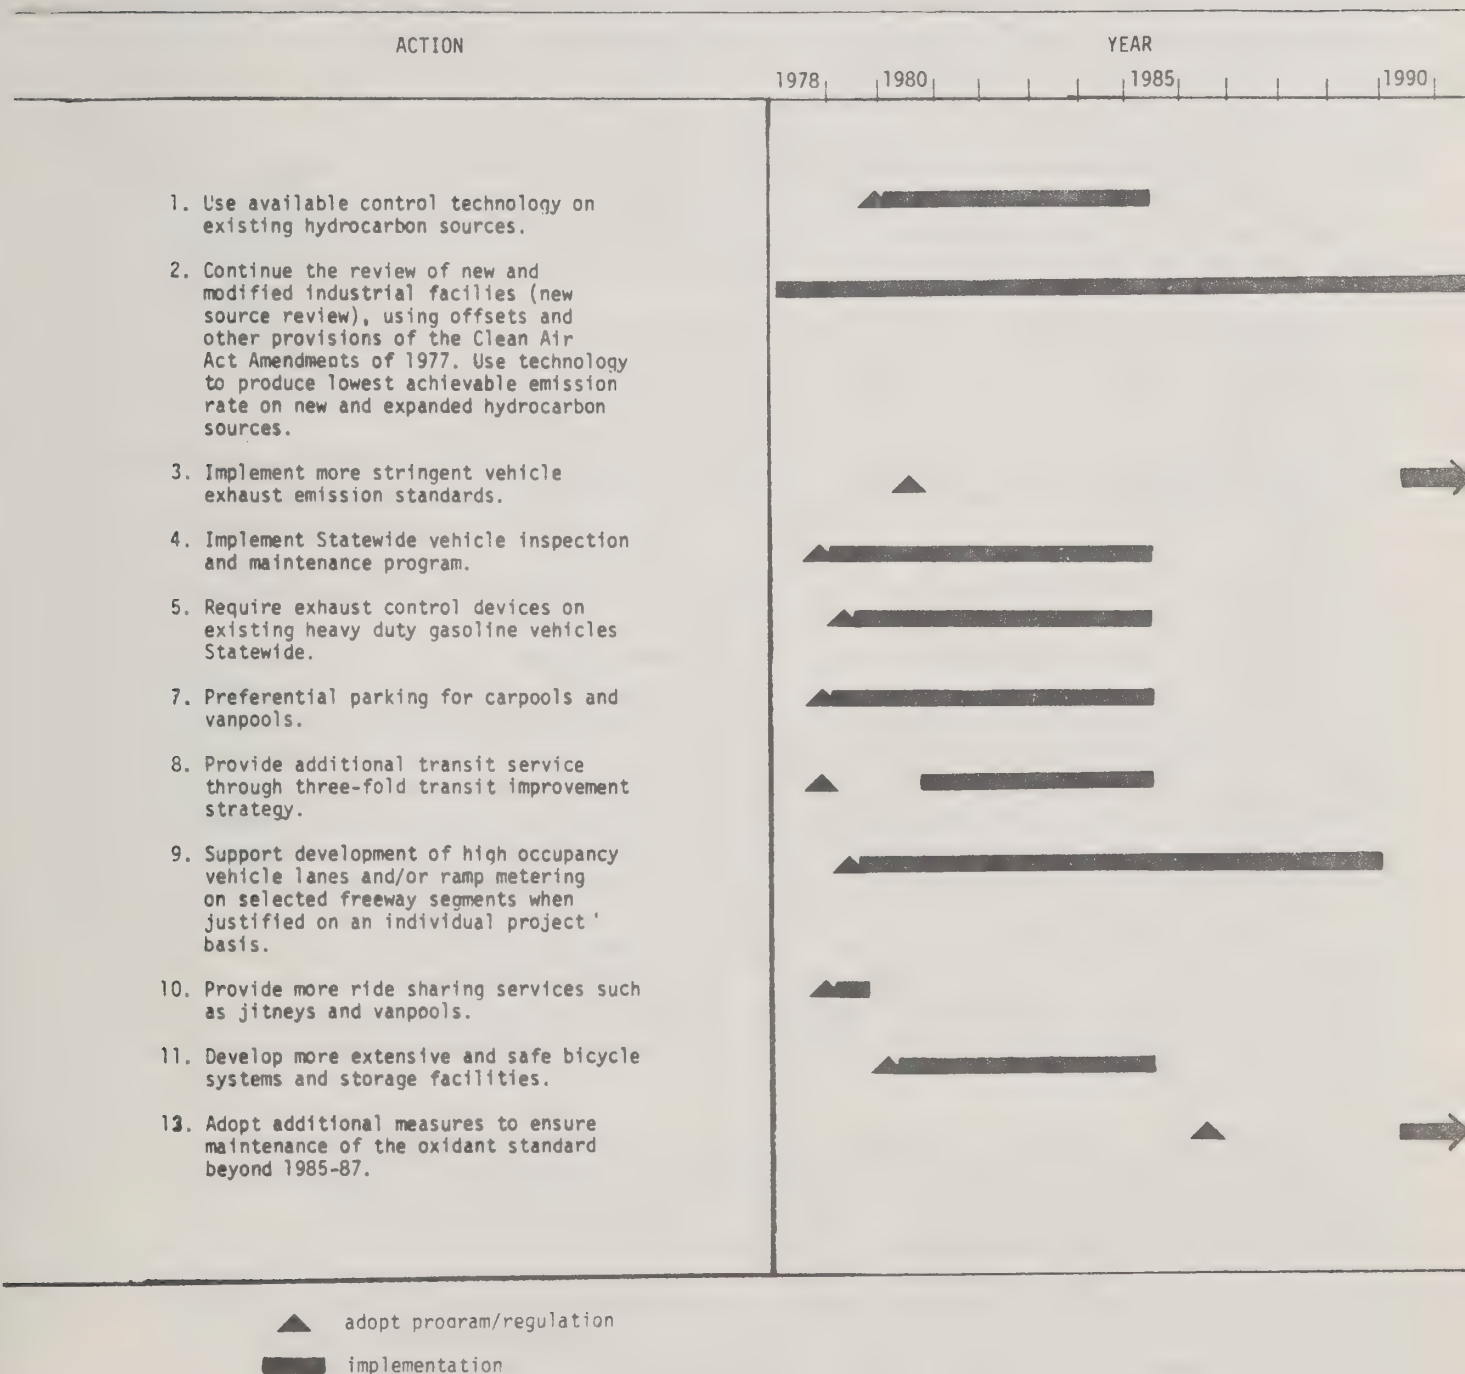 ACTION YEAR
1978 1980 1985 1990
1. Use available control technology on
existing hydrocarbon sources.
2. Continue the review of new and
modified industrial facilies (new
source review), using offsets and
other provisions of the Clean Air
Act Amendments of 1977. Use technology
to produce lowest achievable emission
rate on new and expanded hydrocarbon
sources.
3. Implement more stringent vehicle
exhaust emission standards.
4. Implement Statewide vehicle inspection
and maintenance program.
5. Require exhaust control devices on
existing heavy duty gasoline vehicles
Statewide.
7. Preferential parking for carpools and
vanpools.
8. Provide additional transit service
through three-fold transit improvement
strategy.
9. Support development of high occupancy
vehicle lanes and/or ramp metering
on selected freeway segments when
justified on an individual project
basis.
10. Provide more ride sharing services such
as jitneys and vanpools.
11. Develop more extensive and safe bicycle
systems and storage facilities.
13. Adopt additional measures to ensure
maintenance of the oxidant standard
beyond 1985-87.
adopt program/regulation
implementation